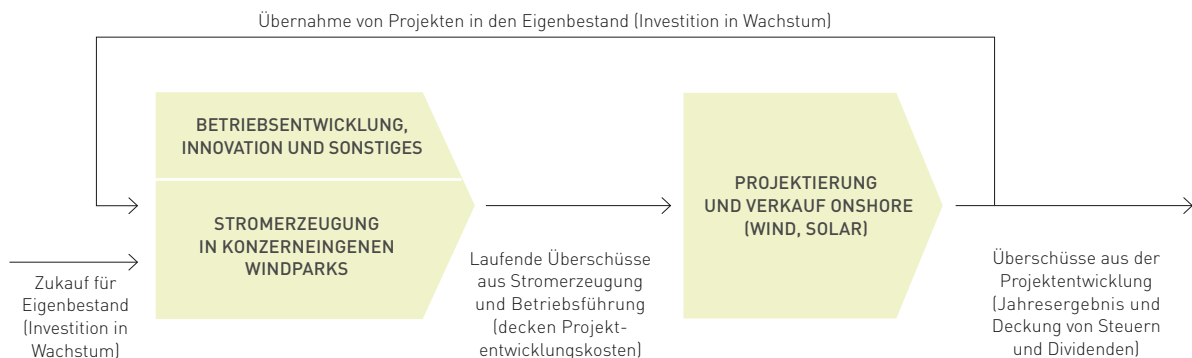 Übernahme von Projekten in den Eigenbestand (Investition in Wachstum)
BETRIEBSENTWICKLUNG,
INNOVATION UND SONSTIGES
STROMERZEUGUNG
IN KONZERNEINGENEN
WINDPARKS
PROJEKTIERUNG
UND VERKAUF ONSHORE
(WIND, SOLAR)
Zukauf für
Eigenbestand
(Investition in
Wachstum)
Laufende Überschüsse
aus Stromerzeugung
und Betriebsführung
(decken Projekt-
entwicklungskosten)
Überschüsse aus der
Projektentwicklung
(Jahresergebnis und
Deckung von Steuern
und Dividenden)